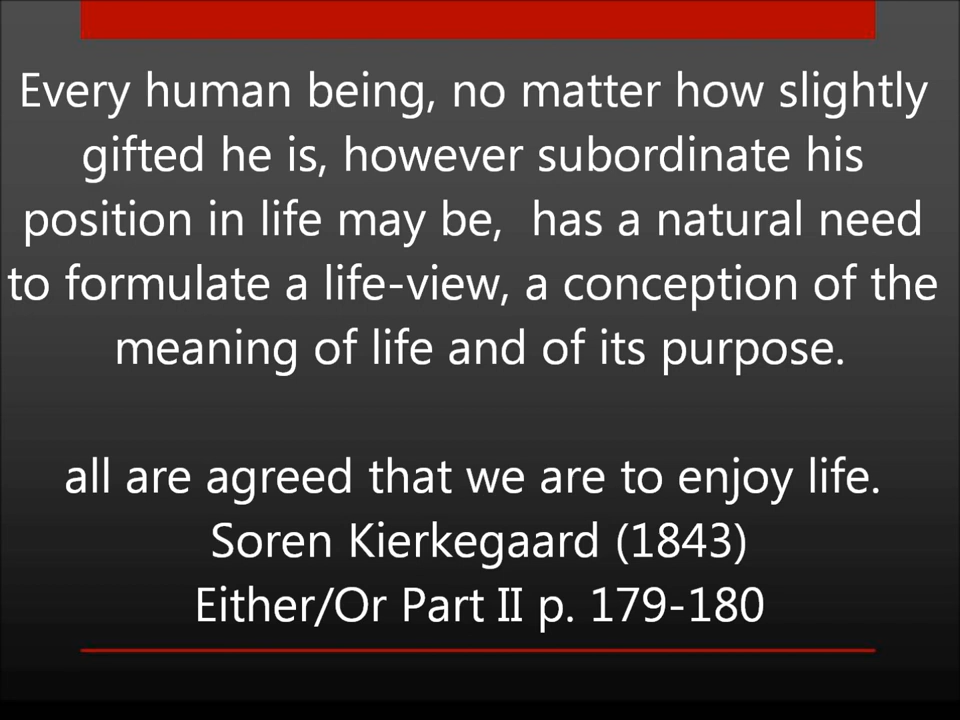 Every human being, no matter how slightly
gifted he is, however subordinate his
position in life may be, has a natural need
to formulate a life-view, a conception of the
meaning of life and of its purpose.
all are agreed that we are to enjoy life.
Soren Kierkegaard (1843)
Either/Or Part II p. 179-180